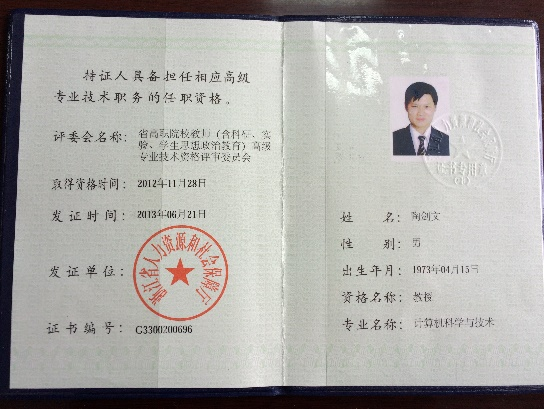 持证人具备担任相应高级
专业技术职务的任职资格。
评委会名称: 省高职院校教师(含科研、实
验、学生思想政治教育)高级
专业技术资格评审委员会
取得资格时间: 2012年11月28日
发证时间: 2013年06月21日
发证单位:
浙江省人力资源和社会保障厅
证书编号: G3300200696
姓名: 陶剑文
性别: 男
出生年月: 1973年04月15日
资格名称: 教授
专业名称: 计算机科学与技术